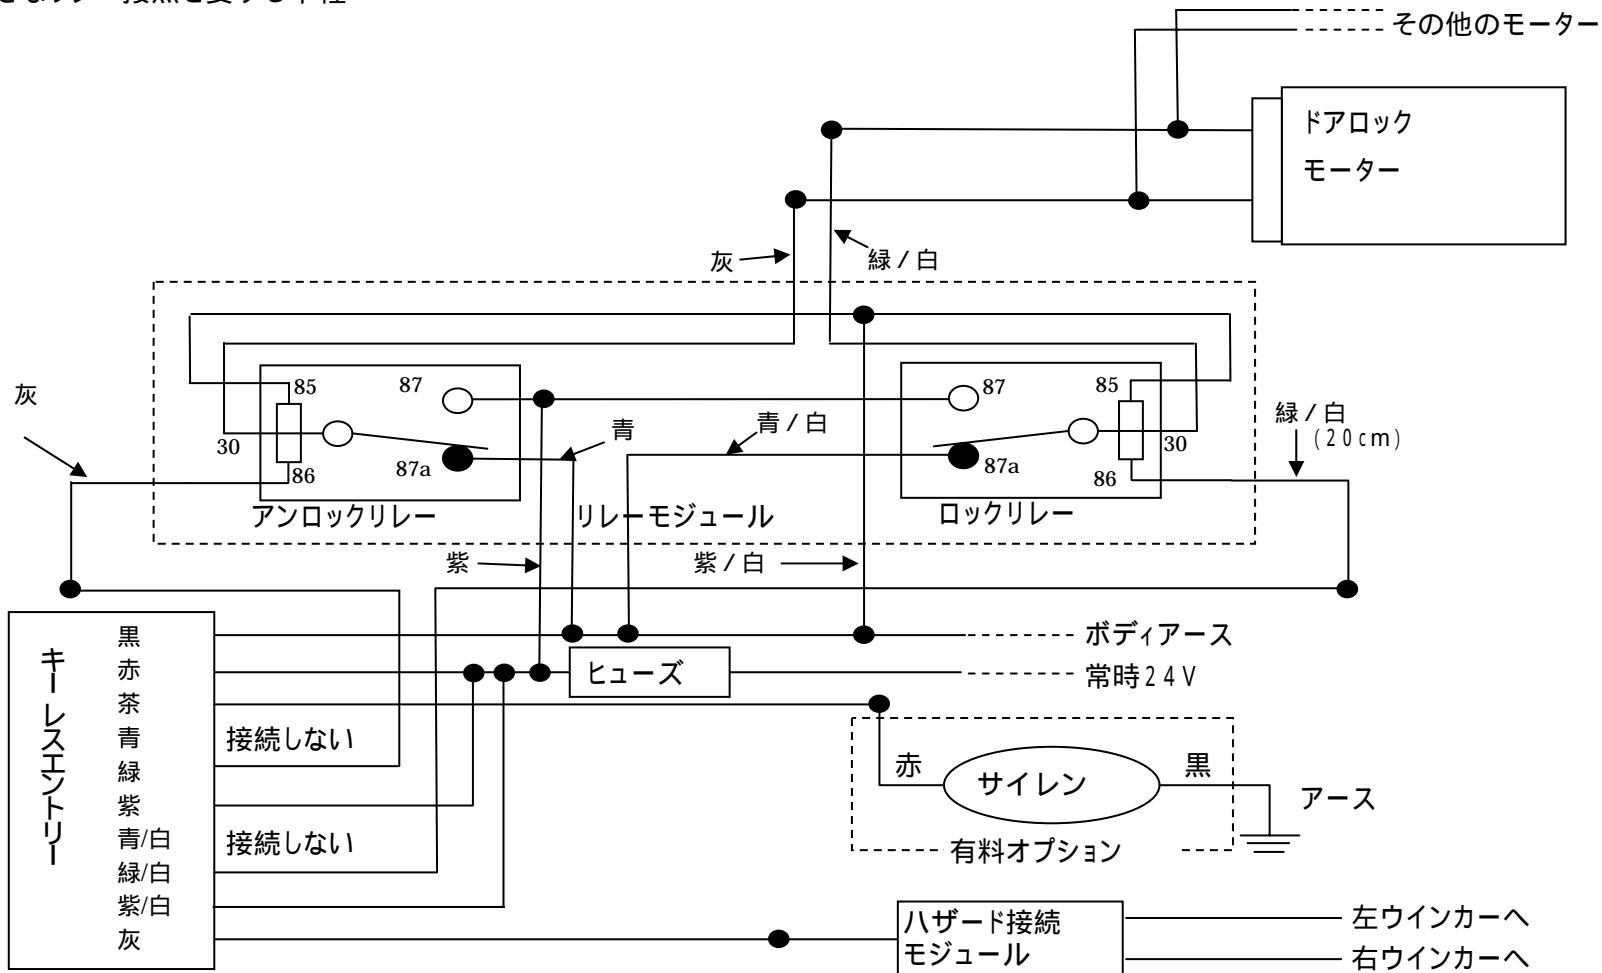 その他のモーター
ドアロック
モーター
灰
緑/白
灰
85
87
30
86
87a
アンロックリレー
青
青/白
リレーモジュール
87
85
30
87a
86
ロックリレー
緑/白
(20cm)
紫
紫/白
キーレスエントリー
黒
赤
茶
青
緑
紫
青/白
緑/白
紫/白
灰
接続しない
接続しない
ボディアース
ヒューズ
常時24V
赤
サイレン
黒
アース
有料オプション
ハザード接続
モジュール
左ウインカーへ
右ウインカーへ